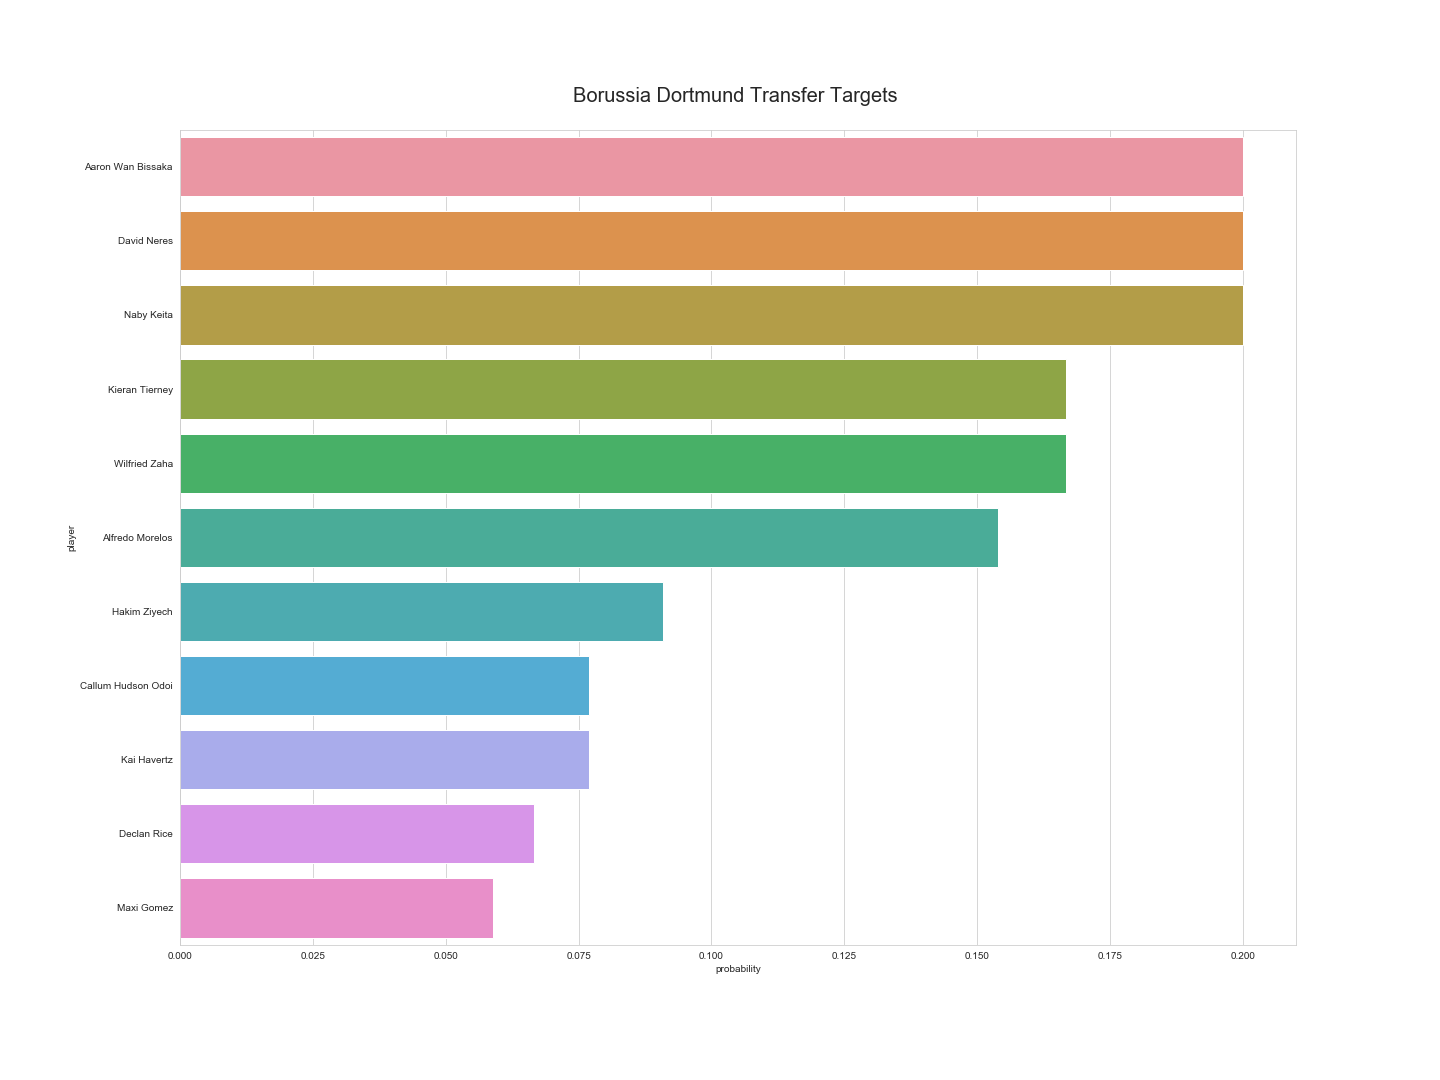 Borussia Dortmund Transfer Targets
Aaron Wan Bissaka
David Neres
Naby Keita
Kieran Tierney
Wilfried Zaha
player
Alfredo Morelos
Hakim Ziyech
Callum Hudson Odoi
Kai Havertz
Declan Rice
Maxi Gomez
0.000 0.025 0.050 0.075 0.100 0.125 0.150 0.175 0.200
probability